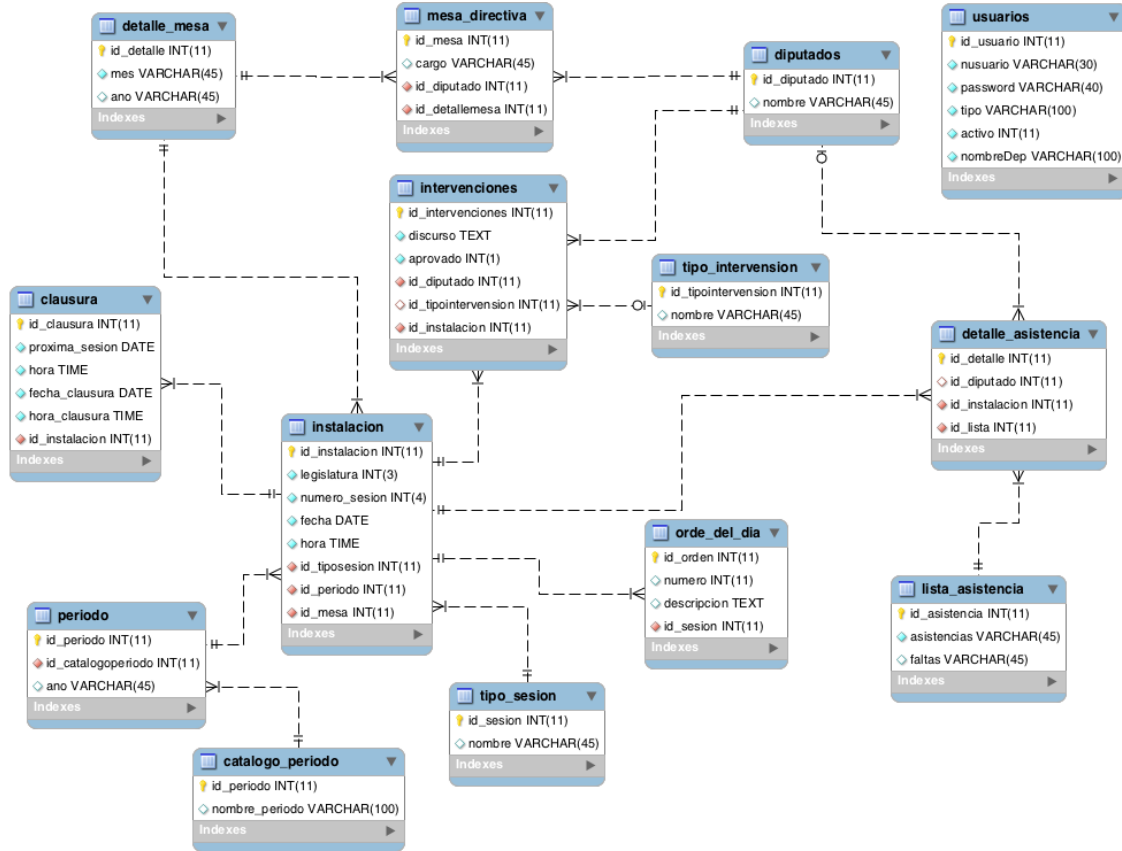 detalle_mesa
id_detalle INT(11)
mes VARCHAR(45)
ano VARCHAR(45)
Indexes
mesa_directiva
id_mesa INT(11)
cargo VARCHAR(45)
id_diputado INT(11)
id_detallemesa INT(11)
Indexes
diputados
id_diputado INT(11)
nombre VARCHAR(45)
Indexes
usuarios
id_usuario INT(11)
nusuario VARCHAR(30)
password VARCHAR(40)
tipo VARCHAR(100)
activo INT(11)
nombreDep VARCHAR(100)
Indexes
intervenciones
id_intervenciones INT(11)
discurso TEXT
aprovado INT(1)
id_diputado INT(11)
id_tipointervension INT(11)
id_instalacion INT(11)
Indexes
tipo_intervension
id_tipointervension INT(11)
nombre VARCHAR(45)
Indexes
clausura
id_clausura INT(11)
proxima_sesion DATE
hora TIME
fecha_clausura DATE
hora_clausura TIME
id_instalacion INT(11)
Indexes
detalle_asistencia
id_detalle INT(11)
id_diputado INT(11)
id_instalacion INT(11)
id_lista INT(11)
Indexes
instalacion
id_instalacion INT(11)
legislatura INT(3)
numero_sesion INT(4)
fecha DATE
hora TIME
id_tiposesion INT(11)
id_periodo INT(11)
id_mesa INT(11)
Indexes
orde_del_dia
id_orden INT(11)
numero INT(11)
descripcion TEXT
id_sesion INT(11)
Indexes
lista_asistencia
id_asistencia INT(11)
asistencias VARCHAR(45)
faltas VARCHAR(45)
Indexes
periodo
id_periodo INT(11)
id_catalogoperiodo INT(11)
ano VARCHAR(45)
Indexes
tipo_sesion
id_sesion INT(11)
nombre VARCHAR(45)
Indexes
catalogo_periodo
id_periodo INT(11)
nombre_periodo VARCHAR(100)
Indexes